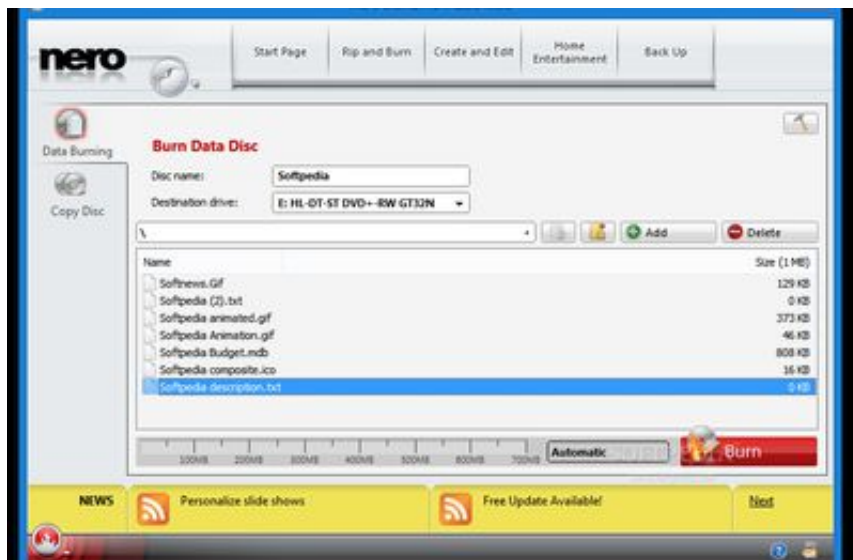 nero
Start Page
Rip and Burn
Create and Edit
Home
Entertainment
Back Up
Data Burning
Copy Disc
Burn Data Disc
Disc name:
Softpedia
Destination drive:
E: HL-DT-ST DVD+-RW GT32N
\
Add
Delete
Name
Size (1 MB)
Softnews.Gif
129 KB
Softpedia (2).txt
0 KB
Softpedia animated.gif
373 KB
Softpedia Animation.gif
46 KB
Softpedia Budget.mdb
808 KB
Softpedia composite.ico
16 KB
Softpedia description.txt
0 KB
100MB
200MB
300MB
400MB
500MB
600MB
700MB
Automatic
Burn
NEWS
Personalize slide shows
Free Update Available!
Next